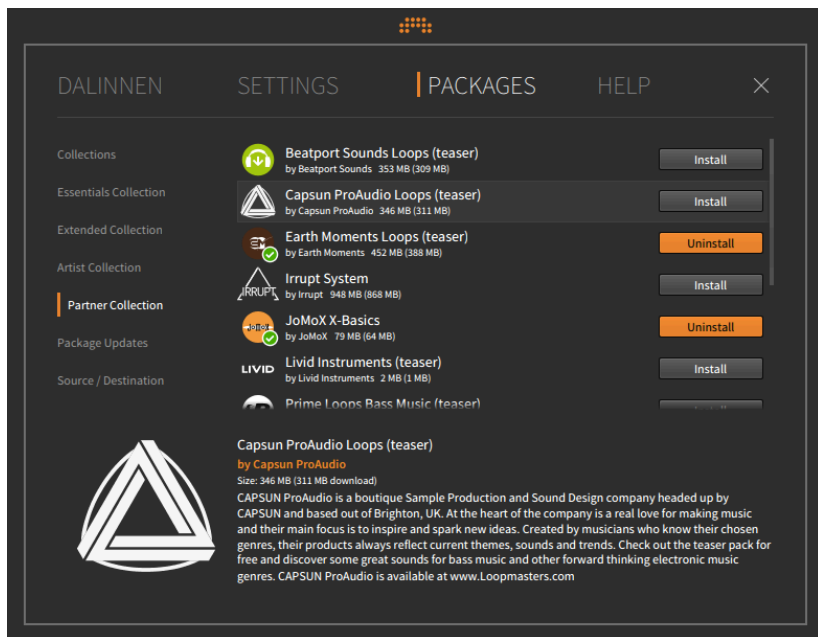 DALINNEN
SETTINGS
PACKAGES
HELP
Collections
Essentials Collection
Extended Collection
Artist Collection
Partner Collection
Package Updates
Source / Destination
Beatport Sounds Loops (teaser)
by Beatport Sounds 353 MB (309 MB)
Install
Capsun ProAudio Loops (teaser)
by Capsun ProAudio 346 MB (311 MB)
Install
Earth Moments Loops (teaser)
by Earth Moments 452 MB (388 MB)
Uninstall
IRRUPT
Irrupt System
by Irrupt 948 MB (868 MB)
Install
JoMoX
JoMoX X-Basics
by JoMoX 79 MB (64 MB)
Uninstall
LIVID
Livid Instruments (teaser)
by Livid Instruments 2 MB (1 MB)
Install
Prime Loops Bass Music (teaser)
Install
Capsun ProAudio Loops (teaser)
by Capsun ProAudio
Size: 346 MB (311 MB download)
CAPSUN ProAudio is a boutique Sample Production and Sound Design company headed up by
CAPSUN and based out of Brighton, UK. At the heart of the company is a real love for making music
and their main focus is to inspire and spark new ideas. Created by musicians who know their chosen
genres, their products always reflect current themes, sounds and trends. Check out the teaser pack for
free and discover some great sounds for bass music and other forward thinking electronic music
genres. CAPSUN ProAudio is available at www.Loopmasters.com